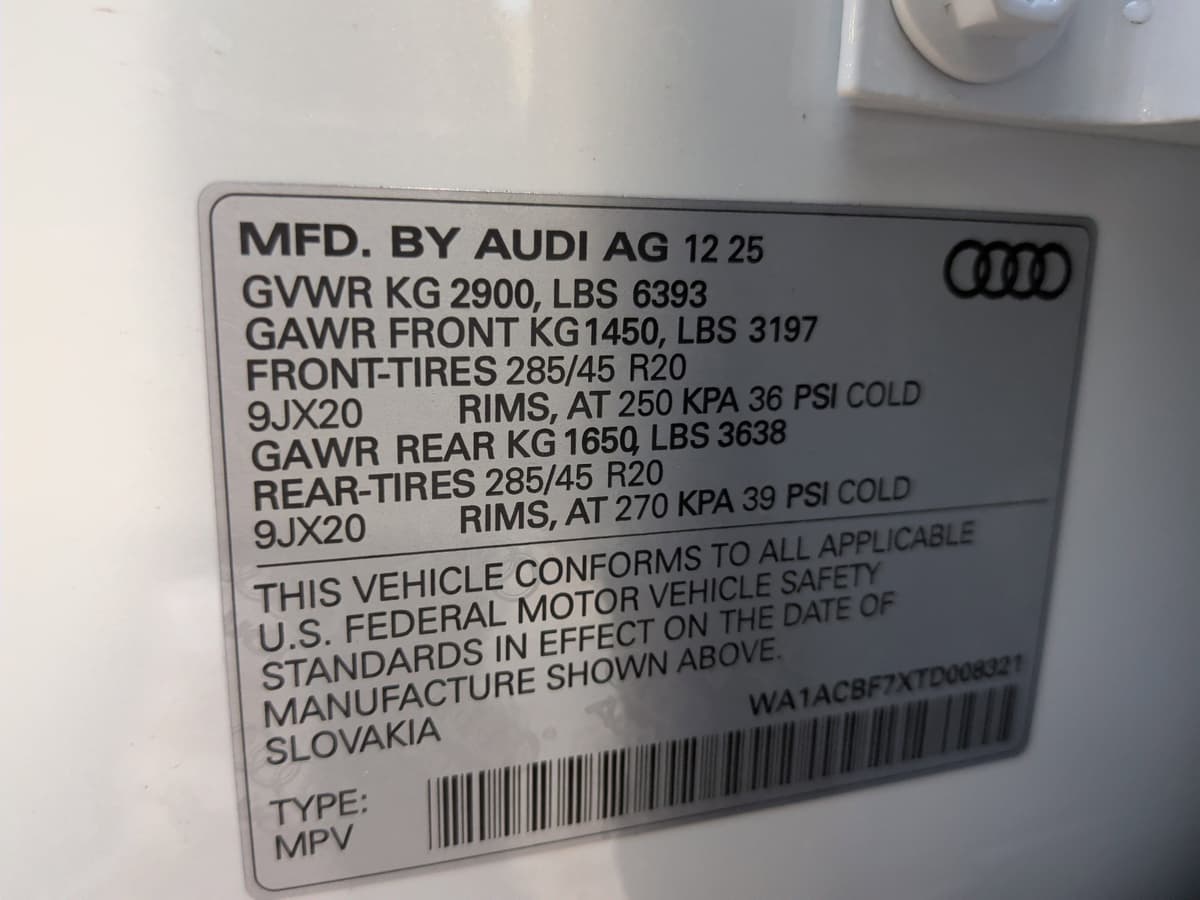 MFD. BY AUDI AG 12 25
GVWR KG 2900, LBS 6393
GAWR FRONT KG 1450, LBS 3197
FRONT-TIRES 285/45 R20
9JX20 RIMS, AT 250 KPA 36 PSI COLD
GAWR REAR KG 1650, LBS 3638
REAR-TIRES 285/45 R20
9JX20 RIMS, AT 270 KPA 39 PSI COLD
THIS VEHICLE CONFORMS TO ALL APPLICABLE
U.S. FEDERAL MOTOR VEHICLE SAFETY
STANDARDS IN EFFECT ON THE DATE OF
MANUFACTURE SHOWN ABOVE.
SLOVAKIA
WA1ACBF7XTD008321
TYPE:
MPV